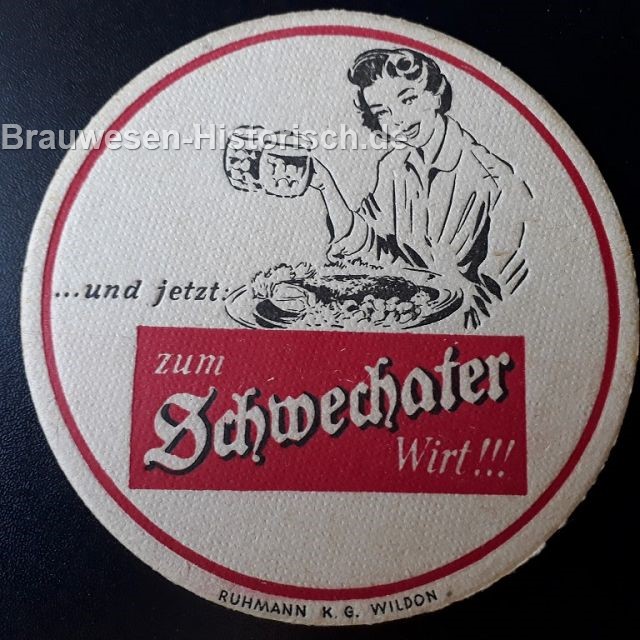 Brauwesen-Historisch.de
...und jetzt:
zum
Schwechater
Wirt!!!
RUHMANN K. G. WILDON